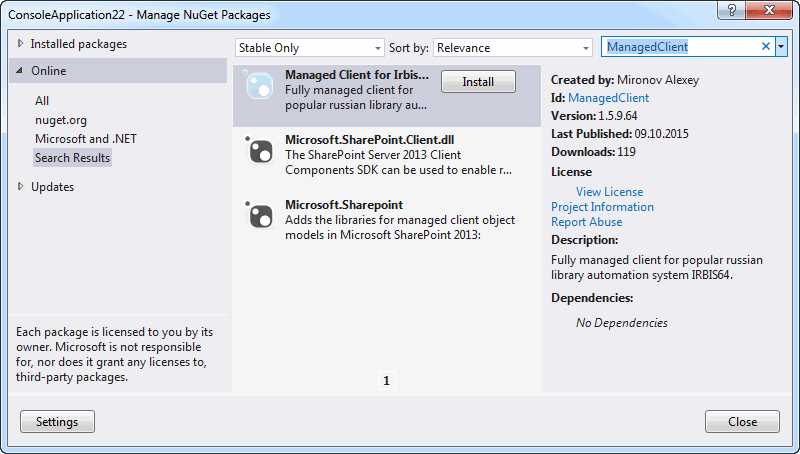 ConsoleApplication22 - Manage NuGet Packages
Installed packages
Online
All
nuget.org
Microsoft and .NET
Search Results
Updates
Each package is licensed to you by its
owner. Microsoft is not responsible
for, nor does it grant any licenses to,
third-party packages.
Stable Only
Sort by: Relevance
ManagedClient
Managed Client for Irbis...
Install
Fully managed client for
popular russian library au...
Microsoft.SharePoint.Client.dll
The SharePoint Server 2013 Client
Components SDK can be used to enable r...
Microsoft.Sharepoint
Adds the libraries for managed client object
models in Microsoft SharePoint 2013:
1
Created by: Mironov Alexey
Id: ManagedClient
Version: 1.5.9.64
Last Published: 09.10.2015
Downloads: 119
License
View License
Project Information
Report Abuse
Description:
Fully managed client for popular russian
library automation system IRBIS64.
Dependencies:
No Dependencies
Settings
Close